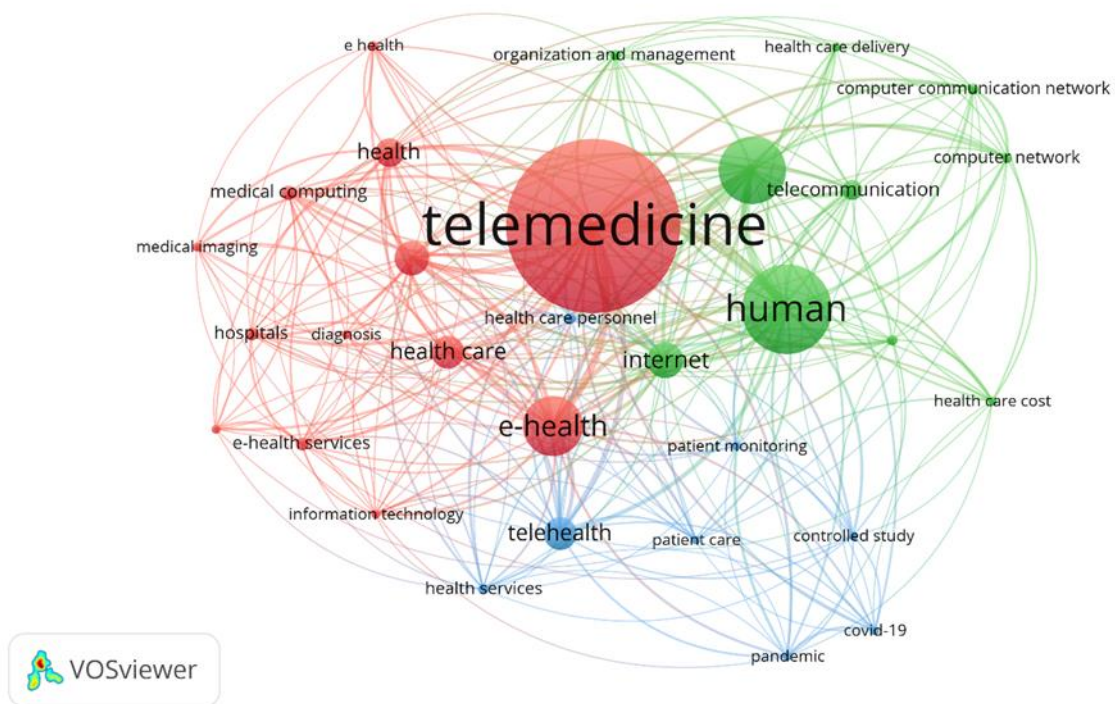 e health
organization and management
health care delivery
computer communication network
health
computer network
medical computing
telecommunication
telemedicine
medical imaging
human
health care personnel
hospitals
diagnosis
health care
internet
health care cost
e-health
e-health services
patient monitoring
information technology
telehealth
patient care
controlled study
health services
covid-19
pandemic
VOSviewer